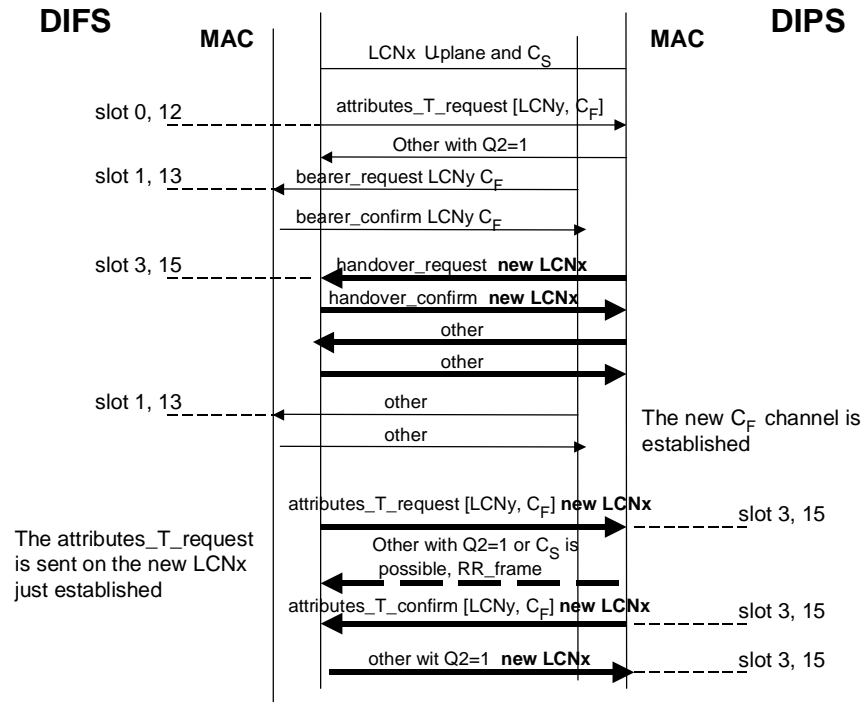 DIFS
DIPS
MAC
MAC
LCNx U-plane and CS
slot 0, 12
attributes_T_request [LCNy, CF]
Other with Q2=1
slot 1, 13
bearer_request LCNy CF
bearer_confirm LCNy CF
slot 3, 15
handover_request new LCNx
handover_confirm new LCNx
other
other
slot 1, 13
other
other
The new CF channel is
established
attributes_T_request [LCNy, CF] new LCNx
slot 3, 15
The attributes_T_request
is sent on the new LCNx
just established
Other with Q2=1 or CS is
possible, RR_frame
attributes_T_confirm [LCNy, CF] new LCNx
slot 3, 15
other wit Q2=1 new LCNx
slot 3, 15